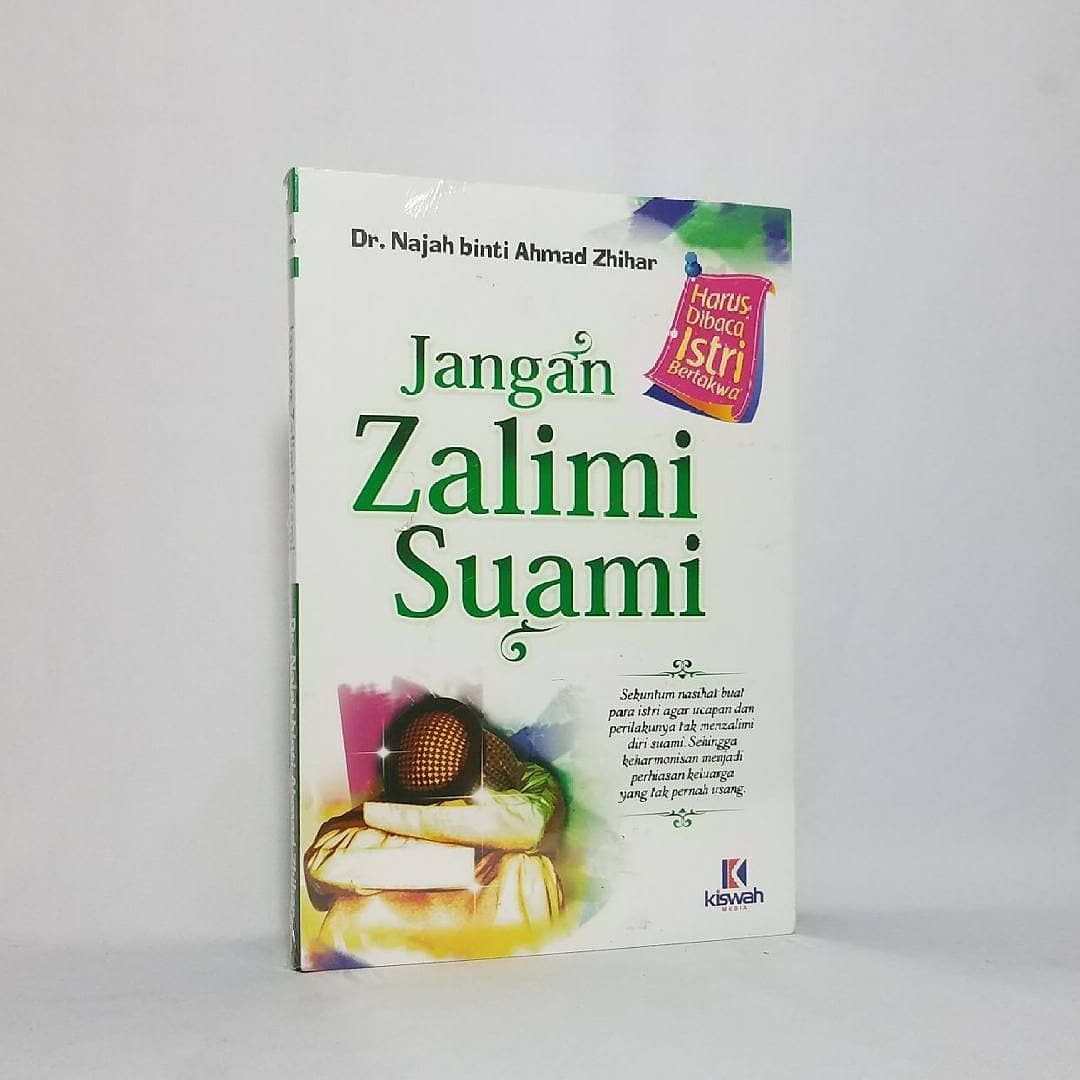 Dr. Najah binti Ahmad Zhihar
Harus
Dibaca
Istri
Bertakwa
Jangan
Zalimi
Suami
Sekuntum nasihat buat
para istri agar ucapan dan
perilakunya tak menzalimi
diri suami. Sehingga
keharmonisan menjadi
perhiasan keluarga
yang tak pernah usang.
kiswah
MEDIA